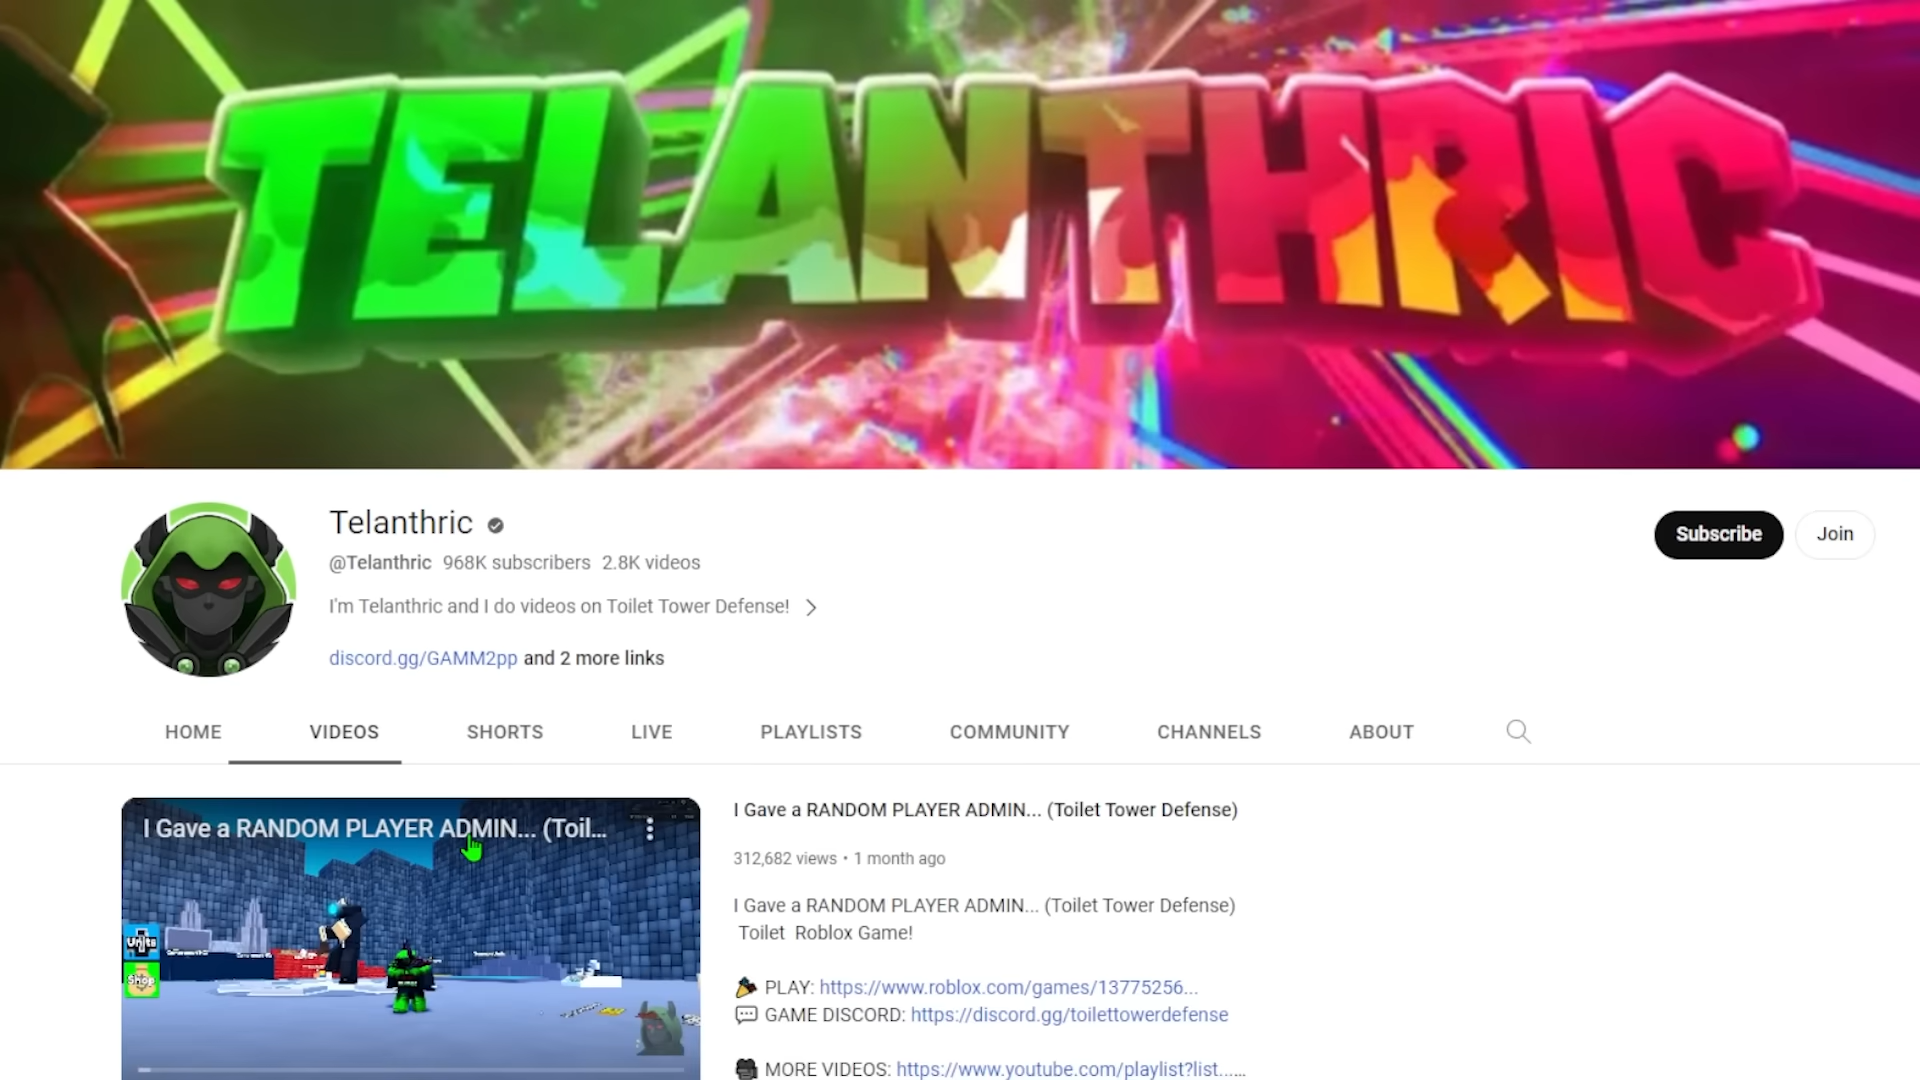 TELANTHRIC
Telanthric
@Telanthric 968K subscribers 2.8K videos
I'm Telanthric and I do videos on Toilet Tower Defense!
discord.gg/GAMM2pp and 2 more links
Subscribe
Join
HOME
VIDEOS
SHORTS
LIVE
PLAYLISTS
COMMUNITY
CHANNELS
ABOUT
I Gave a RANDOM PLAYER ADMIN... (Toil...
Units
Shop
I Gave a RANDOM PLAYER ADMIN... (Toilet Tower Defense)
312,682 views • 1 month ago
I Gave a RANDOM PLAYER ADMIN... (Toilet Tower Defense)
Toilet Roblox Game!
PLAY: https://www.roblox.com/games/13775256...
GAME DISCORD: https://discord.gg/toilettowerdefense
MORE VIDEOS: https://www.youtube.com/playlist?list......